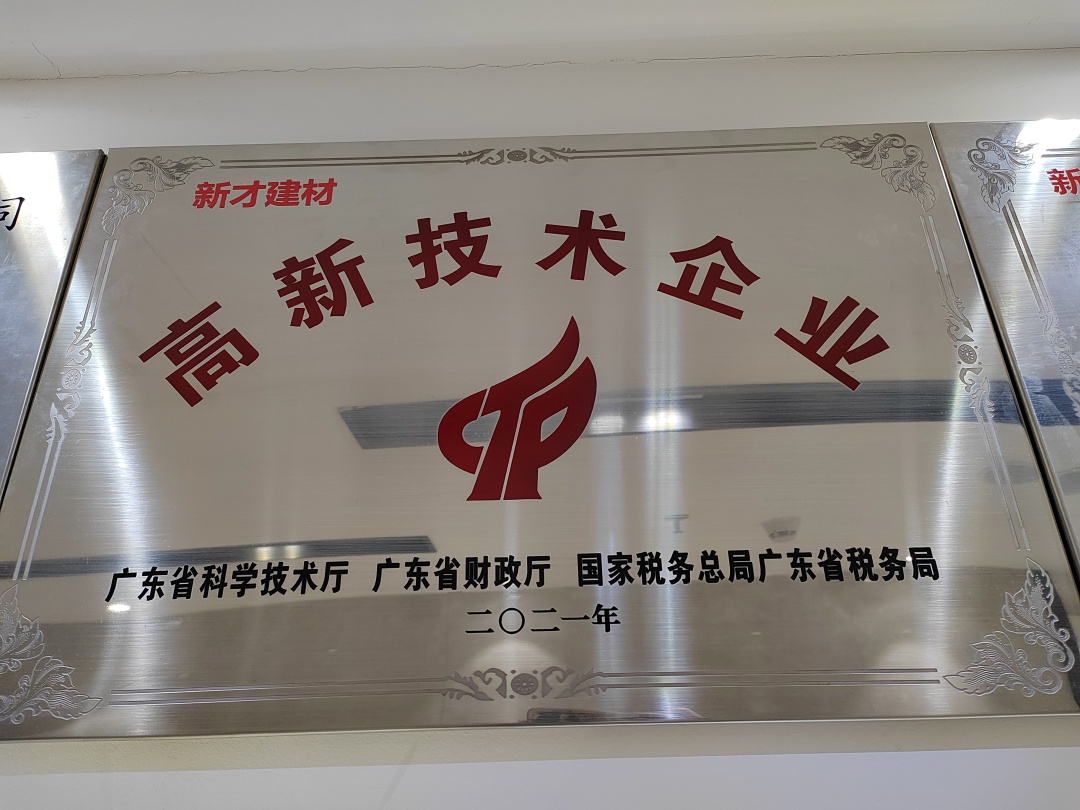 新才建材
高新技术企业
广东省科学技术厅 广东省财政厅 国家税务总局广东省税务局
二〇二一年
司
新